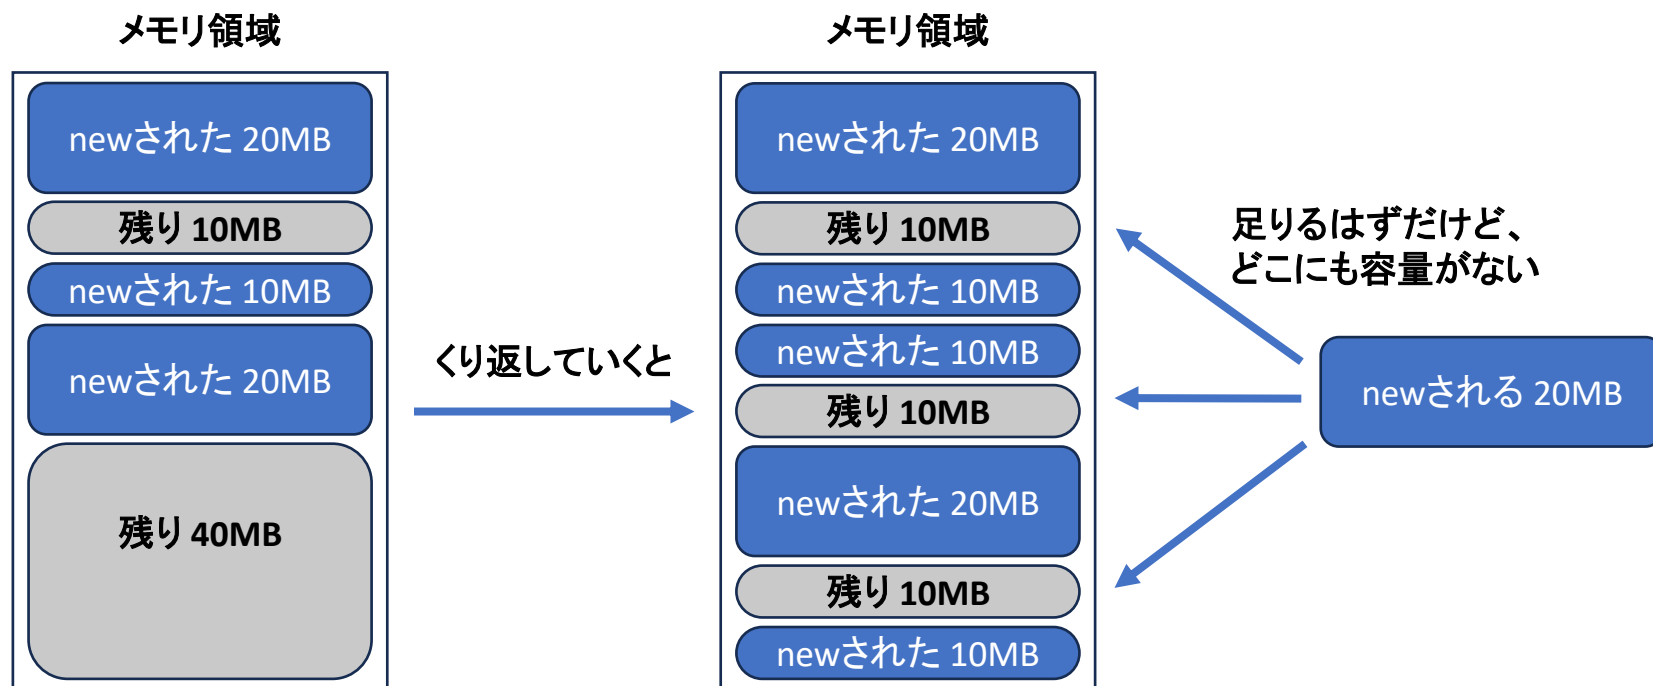 メモリ領域
newされた 20MB
残り 10MB
newされた 10MB
newされた 20MB
残り 40MB
くり返していくと
メモリ領域
newされた 20MB
残り 10MB
newされた 10MB
newされた 10MB
残り 10MB
newされた 20MB
残り 10MB
newされた 10MB
足りるはずだけど、
どこにも容量がない
newされる 20MB